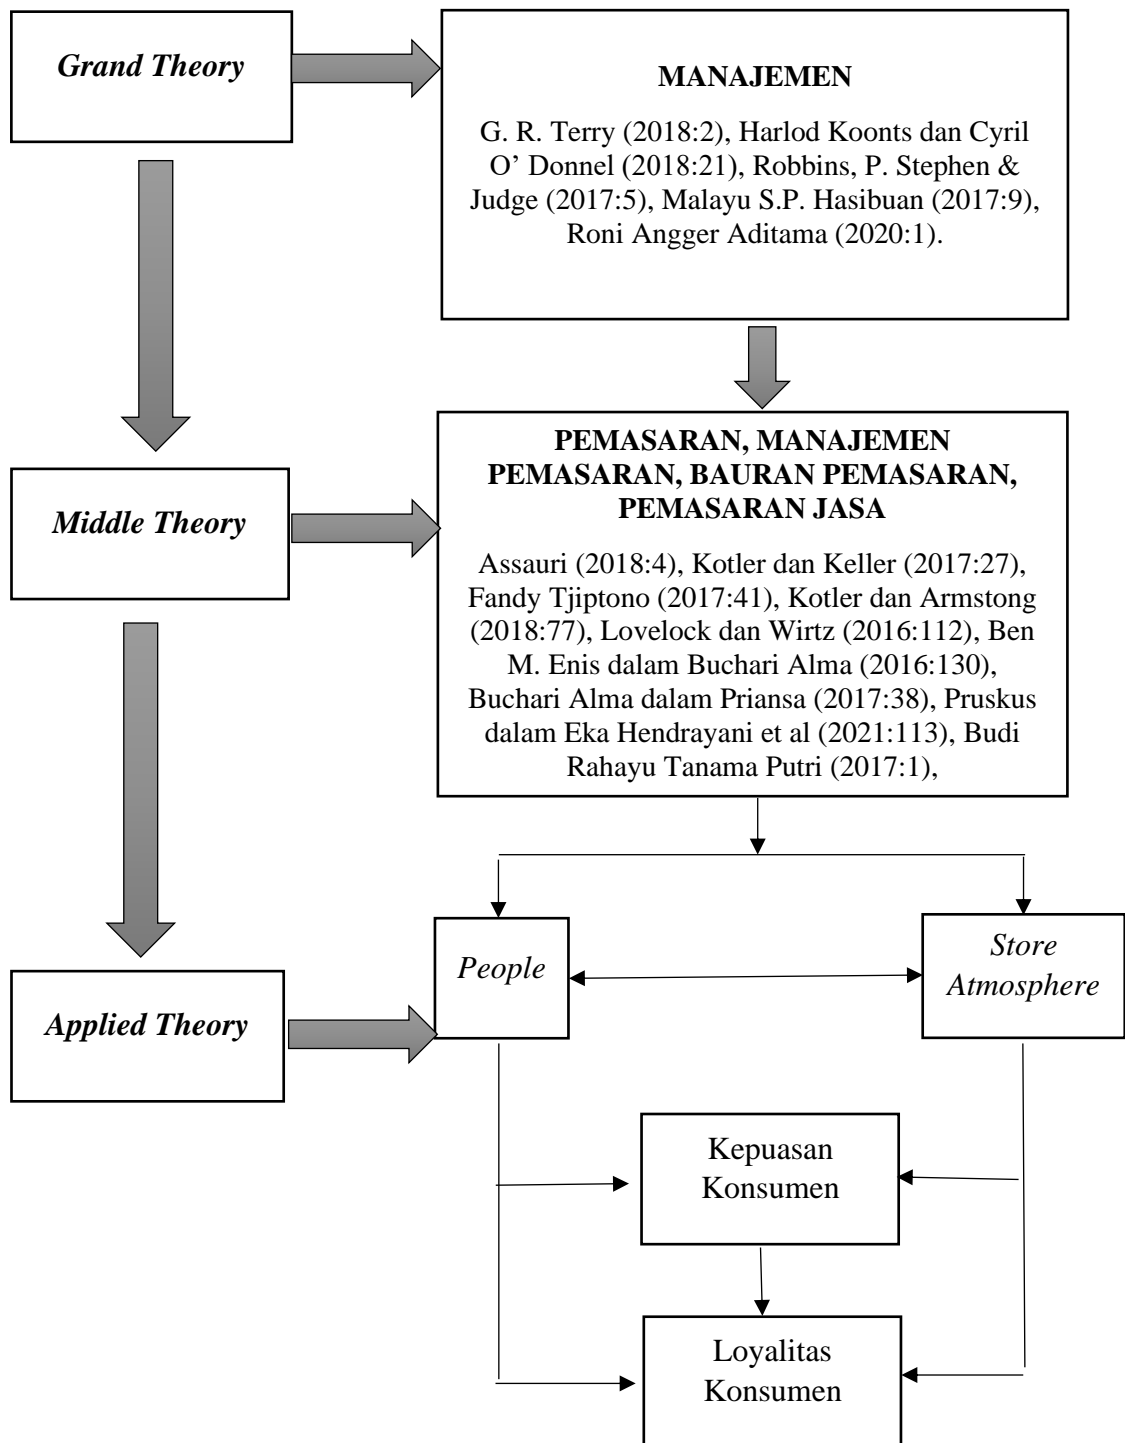 Grand Theory
MANAJEMEN
G. R. Terry (2018:2), Harlod Koonts dan Cyril
O’ Donnel (2018:21), Robbins, P. Stephen &
Judge (2017:5), Malayu S.P. Hasibuan (2017:9),
Roni Angger Aditama (2020:1).
Middle Theory
PEMASARAN, MANAJEMEN
PEMASARAN, BAURAN PEMASARAN,
PEMASARAN JASA
Assauri (2018:4), Kotler dan Keller (2017:27),
Fandy Tjiptono (2017:41), Kotler dan Armstong
(2018:77), Lovelock dan Wirtz (2016:112), Ben
M. Enis dalam Buchari Alma (2016:130),
Buchari Alma dalam Priansa (2017:38), Pruskus
dalam Eka Hendrayani et al (2021:113), Budi
Rahayu Tanama Putri (2017:1),
Applied Theory
People
Store
Atmosphere
Kepuasan
Konsumen
Loyalitas
Konsumen